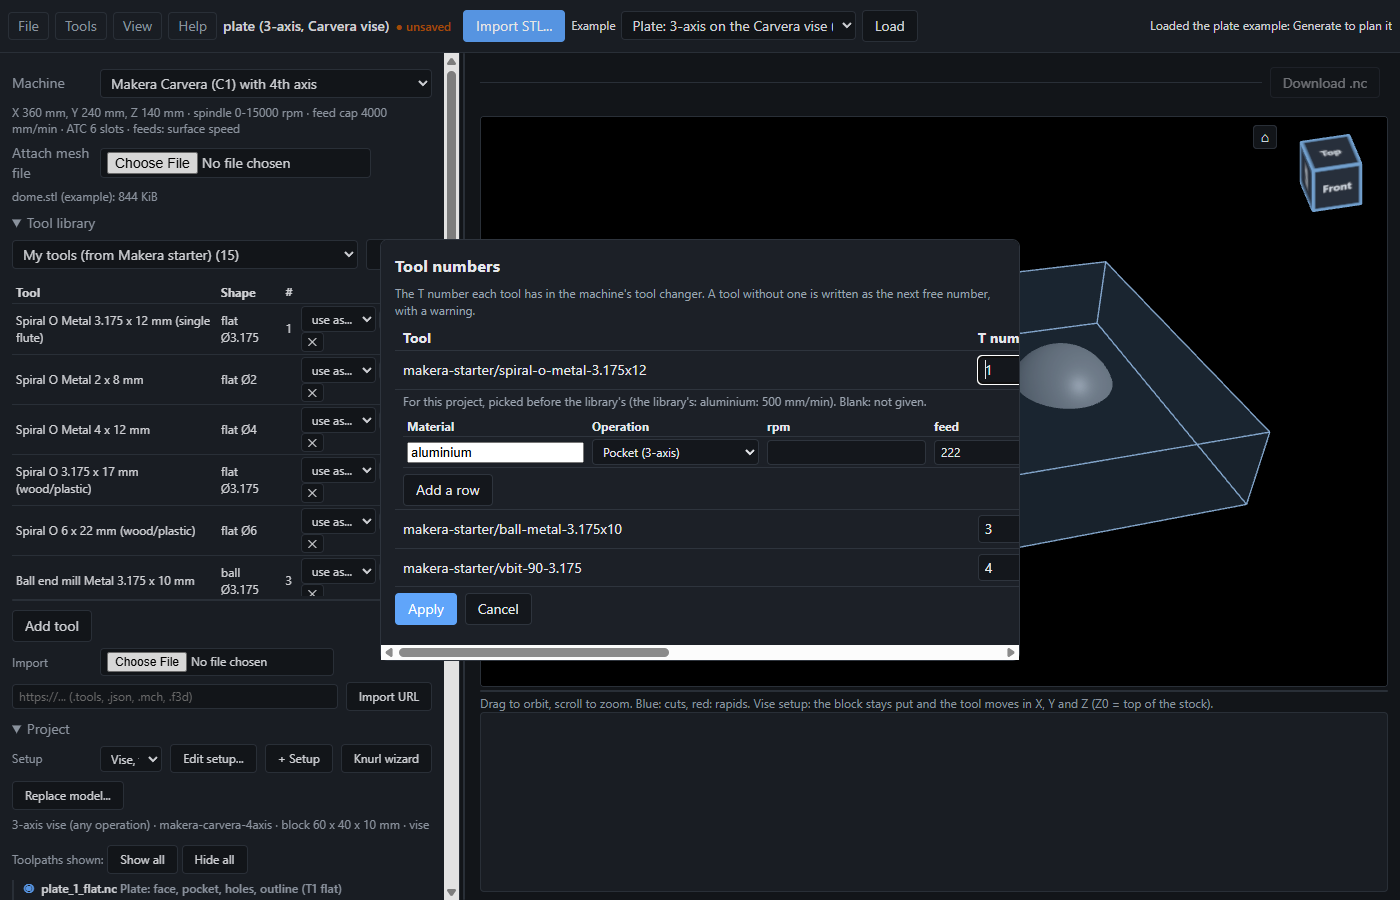 File Tools View Help plate (3-axis, Carvera vise) ● unsaved Import STL... Example Plate: 3-axis on the Carvera vise ( Load Loaded the plate example: Generate to plan it
Machine Makera Carvera (C1) with 4th axis
X 360 mm, Y 240 mm, Z 140 mm · spindle 0-15000 rpm · feed cap 4000
mm/min · ATC 6 slots · feeds: surface speed
Attach mesh
file Choose File No file chosen
dome.stl (example): 844 KiB
▼ Tool library
My tools (from Makera starter) (15)
Tool Shape #
Spiral O Metal 3.175 x 12 mm (single
flute) flat
Ø3.175 1 use as... ✕
Spiral O Metal 2 x 8 mm flat Ø2 use as... ✕
Spiral O Metal 4 x 12 mm flat Ø4 use as... ✕
Spiral O 3.175 x 17 mm
(wood/plastic) flat
Ø3.175 use as... ✕
Spiral O 6 x 22 mm (wood/plastic) flat Ø6 use as... ✕
Ball end mill Metal 3.175 x 10 mm ball
Ø3.175 3 use as... ✕
Add tool
Import Choose File No file chosen
https://... (.tools, .json, .mch, .f3d) Import URL
▼ Project
Setup Vise, Edit setup... + Setup Knurl wizard
Replace model...
3-axis vise (any operation) · makera-carvera-4axis · block 60 x 40 x 10 mm · vise
Toolpaths shown: Show all Hide all
plate_1_flat.nc Plate: face, pocket, holes, outline (T1 flat)
Tool numbers
The T number each tool has in the machine's tool changer. A tool without one is written as the next free number,
with a warning.
Tool T num
makera-starter/spiral-o-metal-3.175x12 1
For this project, picked before the library's (the library's: aluminium: 500 mm/min). Blank: not given.
Material Operation rpm feed
aluminium Pocket (3-axis) 222
Add a row
makera-starter/ball-metal-3.175x10 3
makera-starter/vbit-90-3.175 4
Apply Cancel
Download .nc
⌂
Top
Front
Drag to orbit, scroll to zoom. Blue: cuts, red: rapids. Vise setup: the block stays put and the tool moves in X, Y and Z (Z0 = top of the stock).